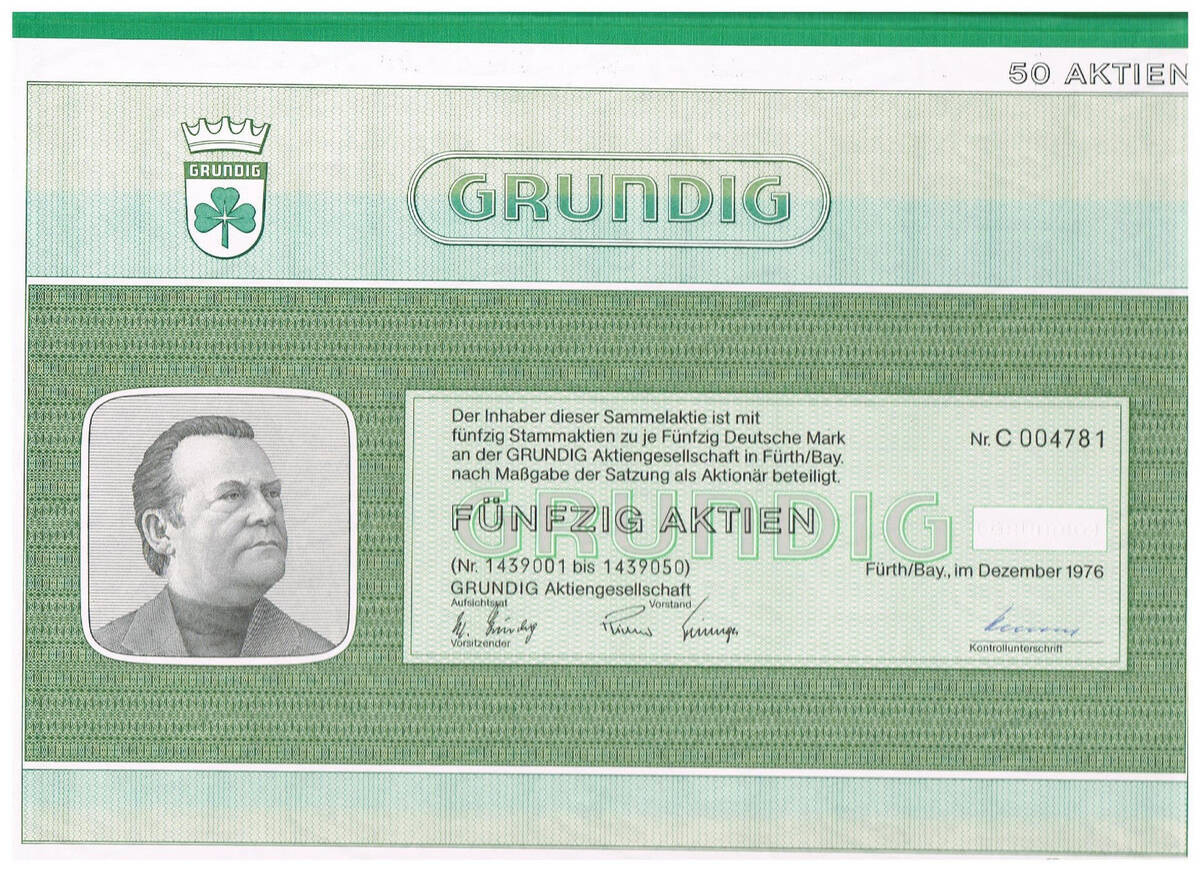 50 AKTIEN
GRUNDIG
GRUNDIG
Der Inhaber dieser Sammelaktie ist mit
fünfzig Stammaktien zu je Fünfzig Deutsche Mark
an der GRUNDIG Aktiengesellschaft in Fürth/Bay.
nach Maßgabe der Satzung als Aktionär beteiligt.
Nr. C 004781
GRUNDIG
FÜNFZIG AKTIEN
(Nr. 1439001 bis 1439050)
Fürth/Bay., im Dezember 1976
GRUNDIG Aktiengesellschaft
Aufsichtsrat
Vorstand
Vorsitzender
Kontrollunterschrift